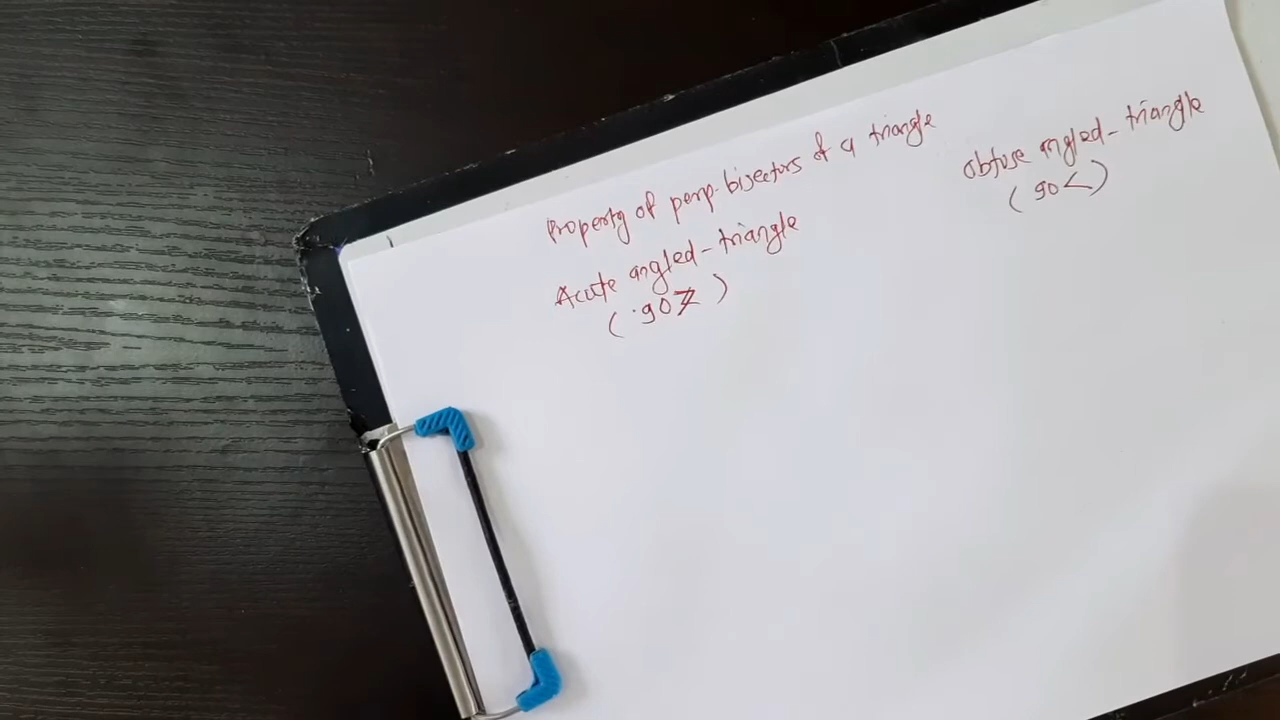 Property of perp. bisectors of a triangle
Acute angled-triangle
(90>)
obtuse angled-triangle
(90<)